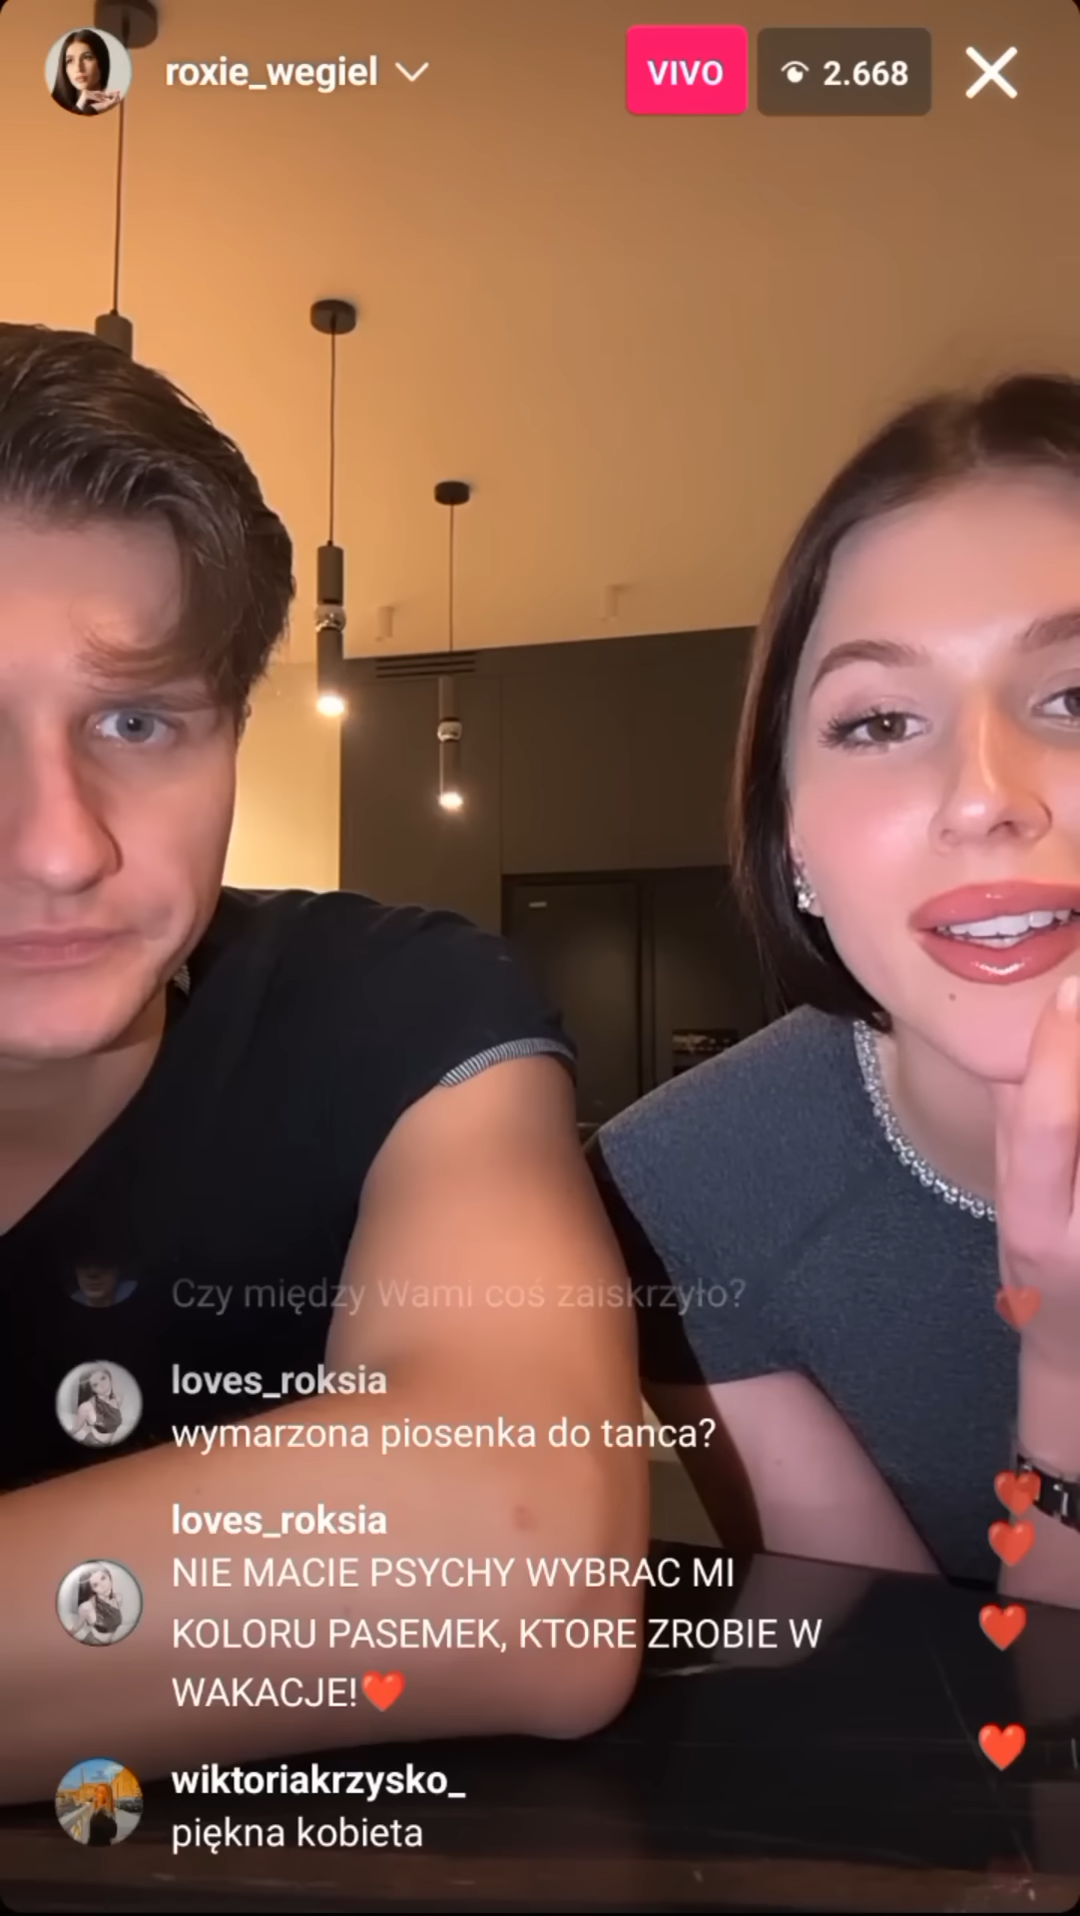 roxie_wegiel
VIVO
2.668
Czy między Wami coś zaiskrzyło?
loves_roksia
wymarzona piosenka do tanca?
loves_roksia
NIE MACIE PSYCHY WYBRAC MI
KOLORU PASEMEK, KTORE ZROBIE W
WAKACJE!❤️
wiktoriakrzysko_
piękna kobieta